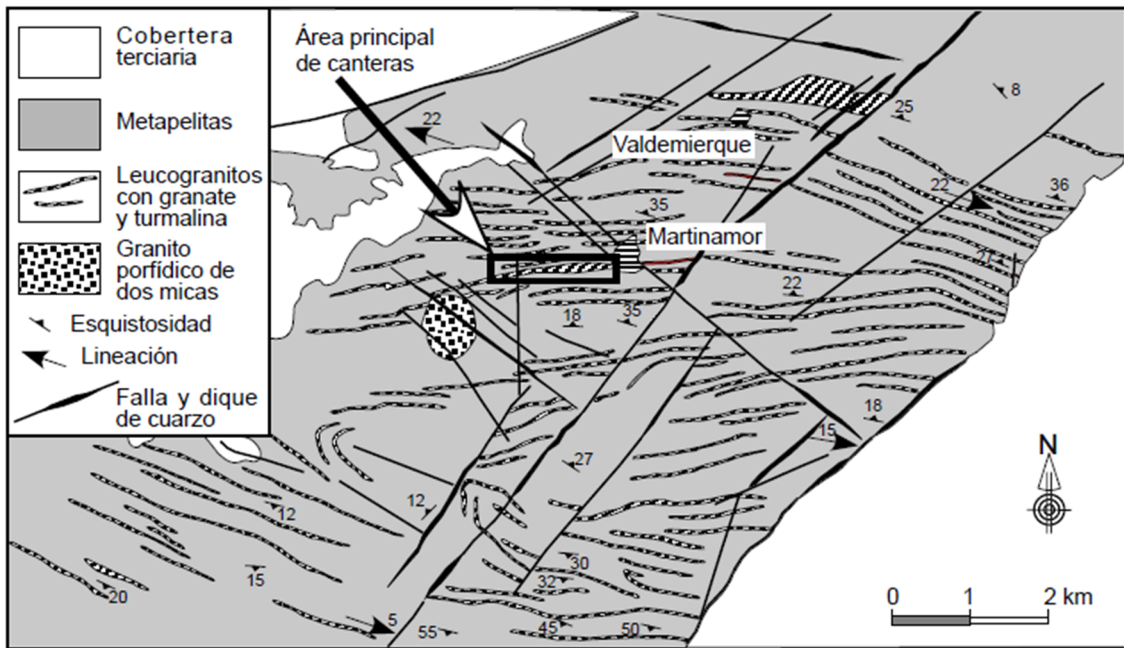 Cobertera
terciaria
Metapelitas
Leucogranitos
con granate
y turmalina
Granito
porfídico de
dos micas
Esquistosidad
Lineación
Falla y dique
de cuarzo
Área principal
de canteras
22
8
25
Valdemierque
22
36
35
Martinamor
27
22
18
35
18
15
27
12
12
15
20
30
32
5
55
45
50
N
0 1 2 km